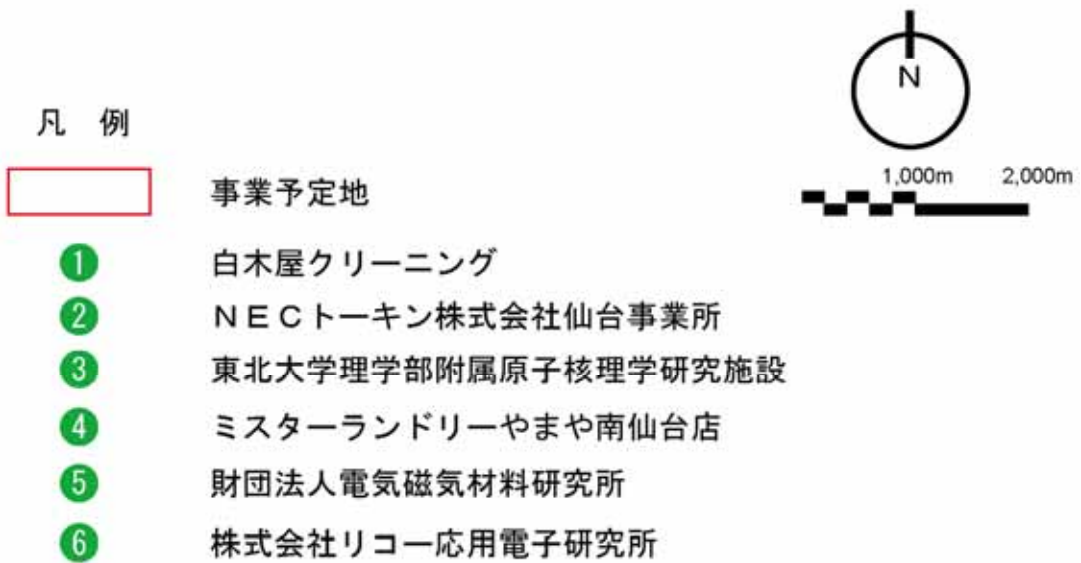 N
1,000m 2,000m
凡 例
事業予定地
1 白木屋クリーニング
2 NECトーキン株式会社仙台事業所
3 東北大学理学部附属原子核理学研究施設
4 ミスターランドリーやまや南仙台店
5 財団法人電気磁気材料研究所
6 株式会社リコー応用電子研究所